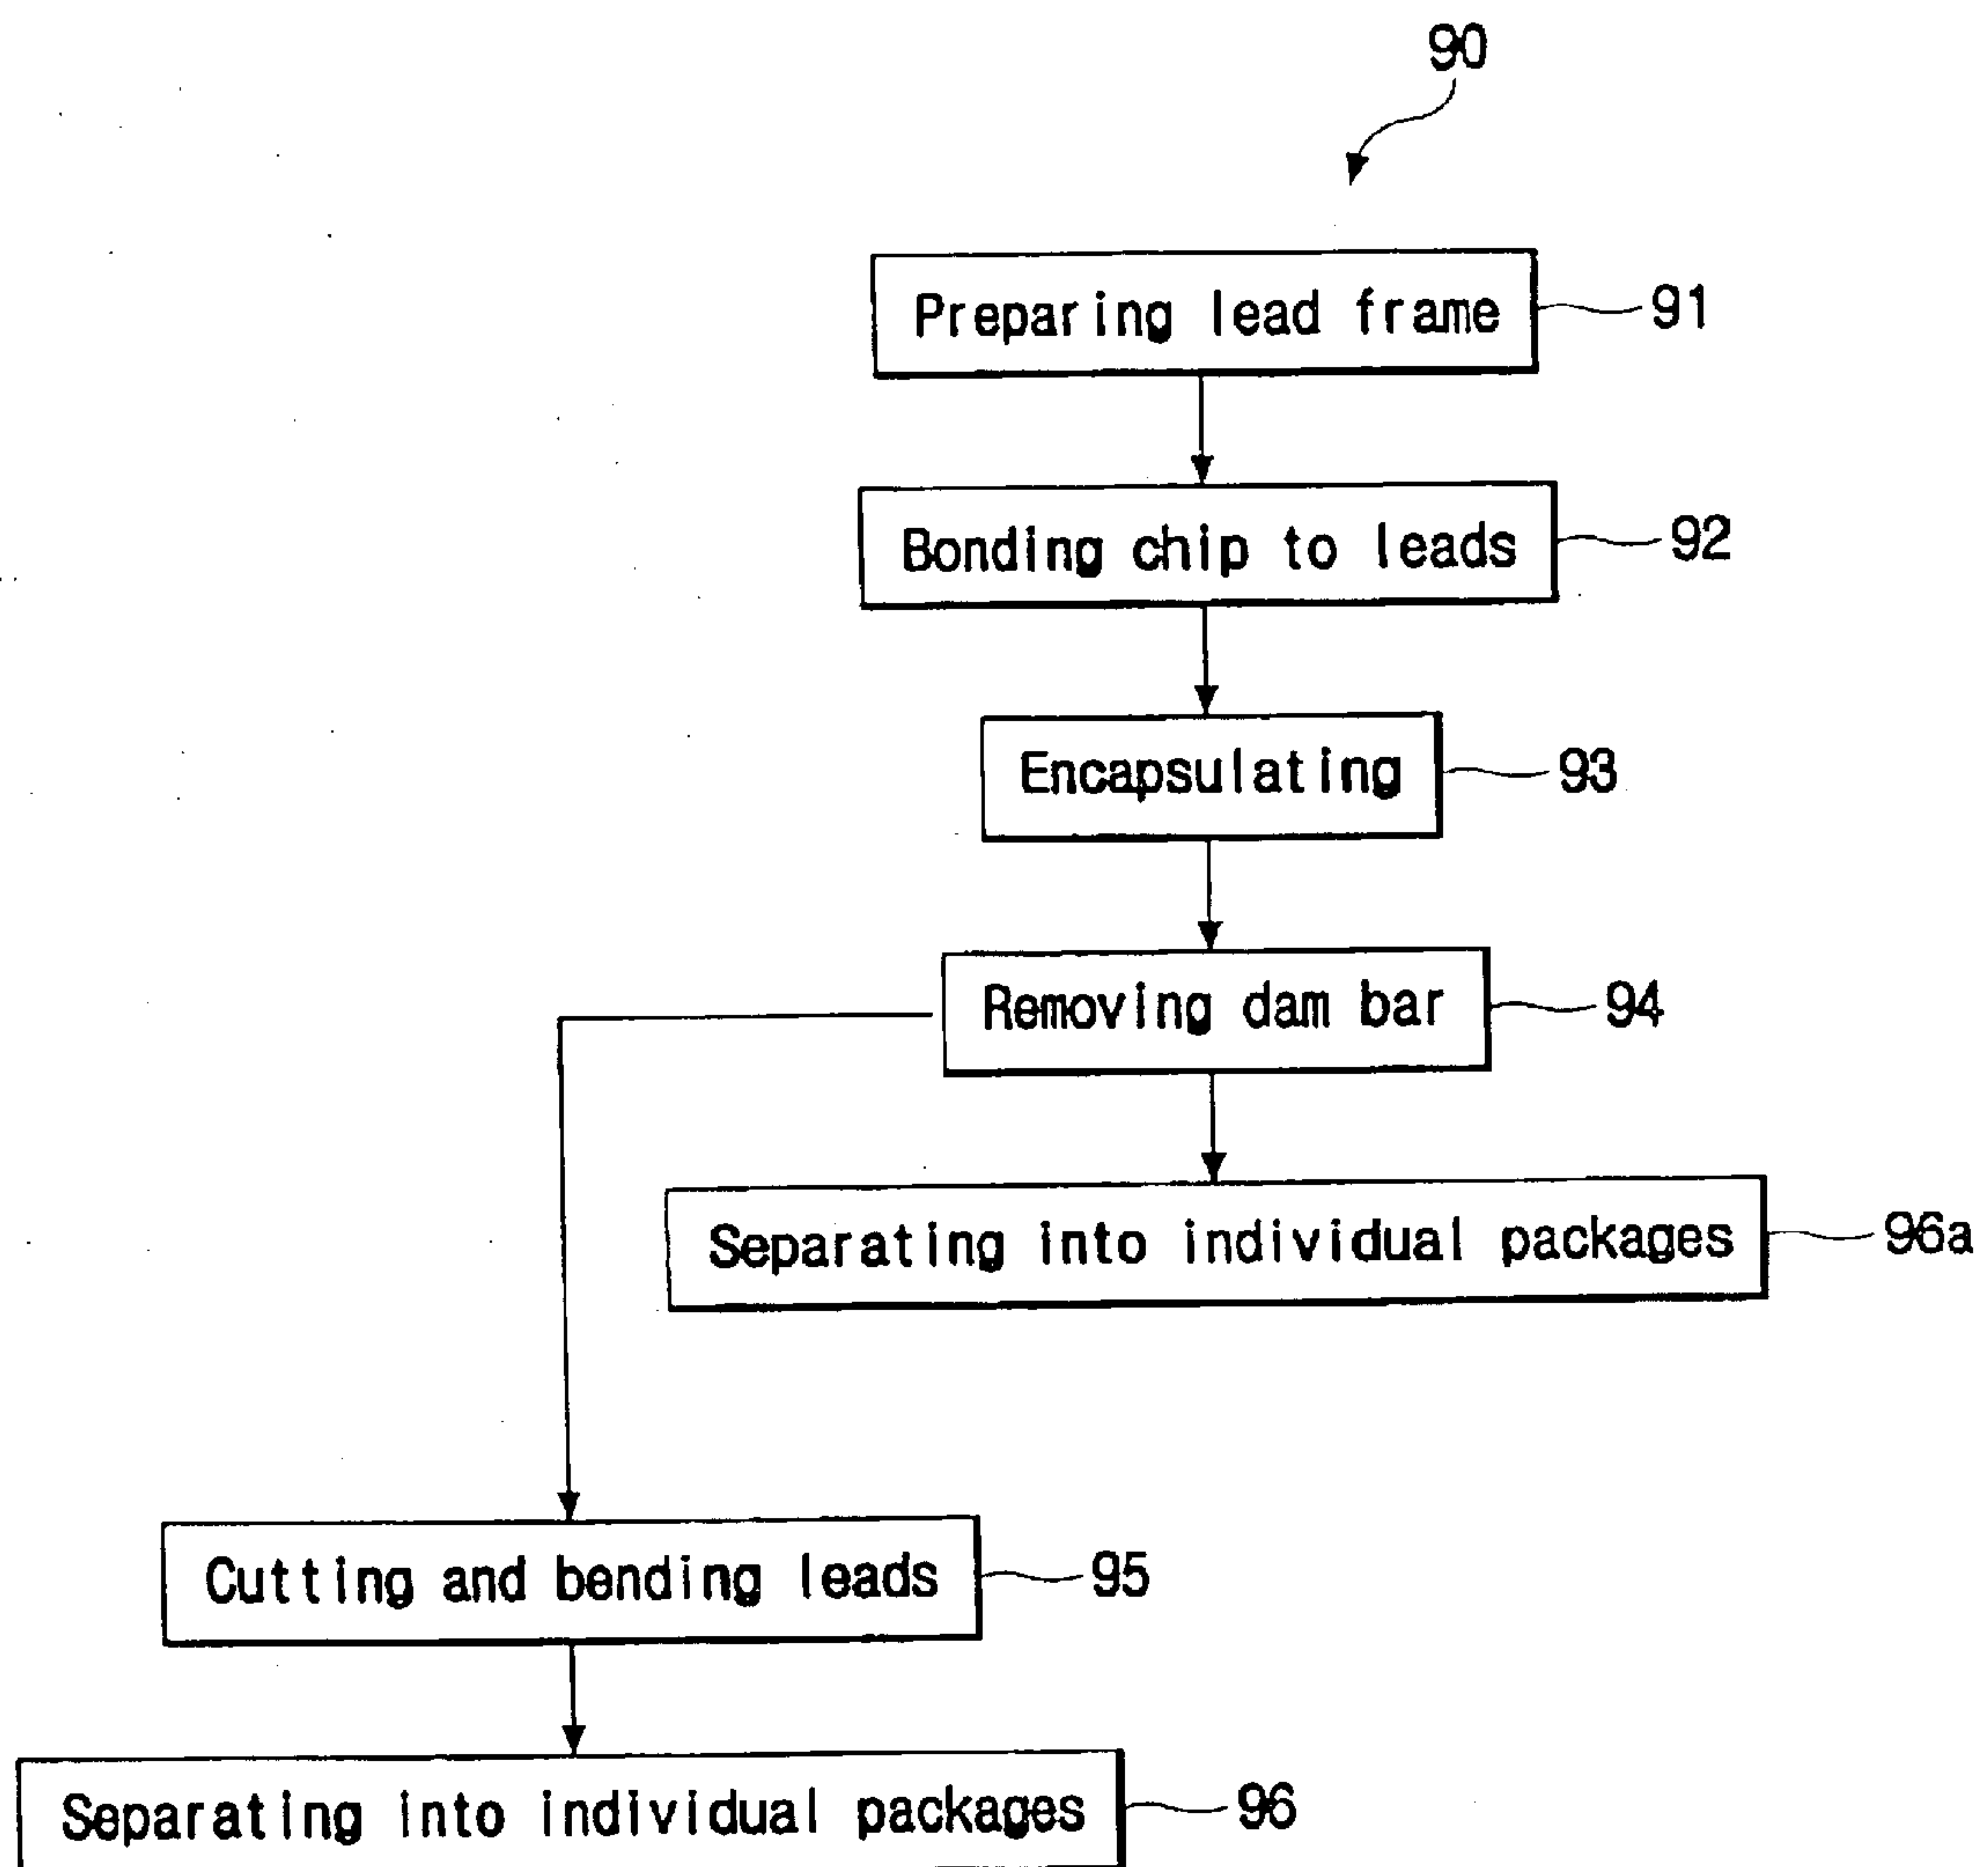 90
Preparing lead frame 91
Bonding chip to leads 92
Encapsulating 93
Removing dam bar 94
Separating into individual packages 96a
Cutting and bending leads 95
Separating into individual packages 96